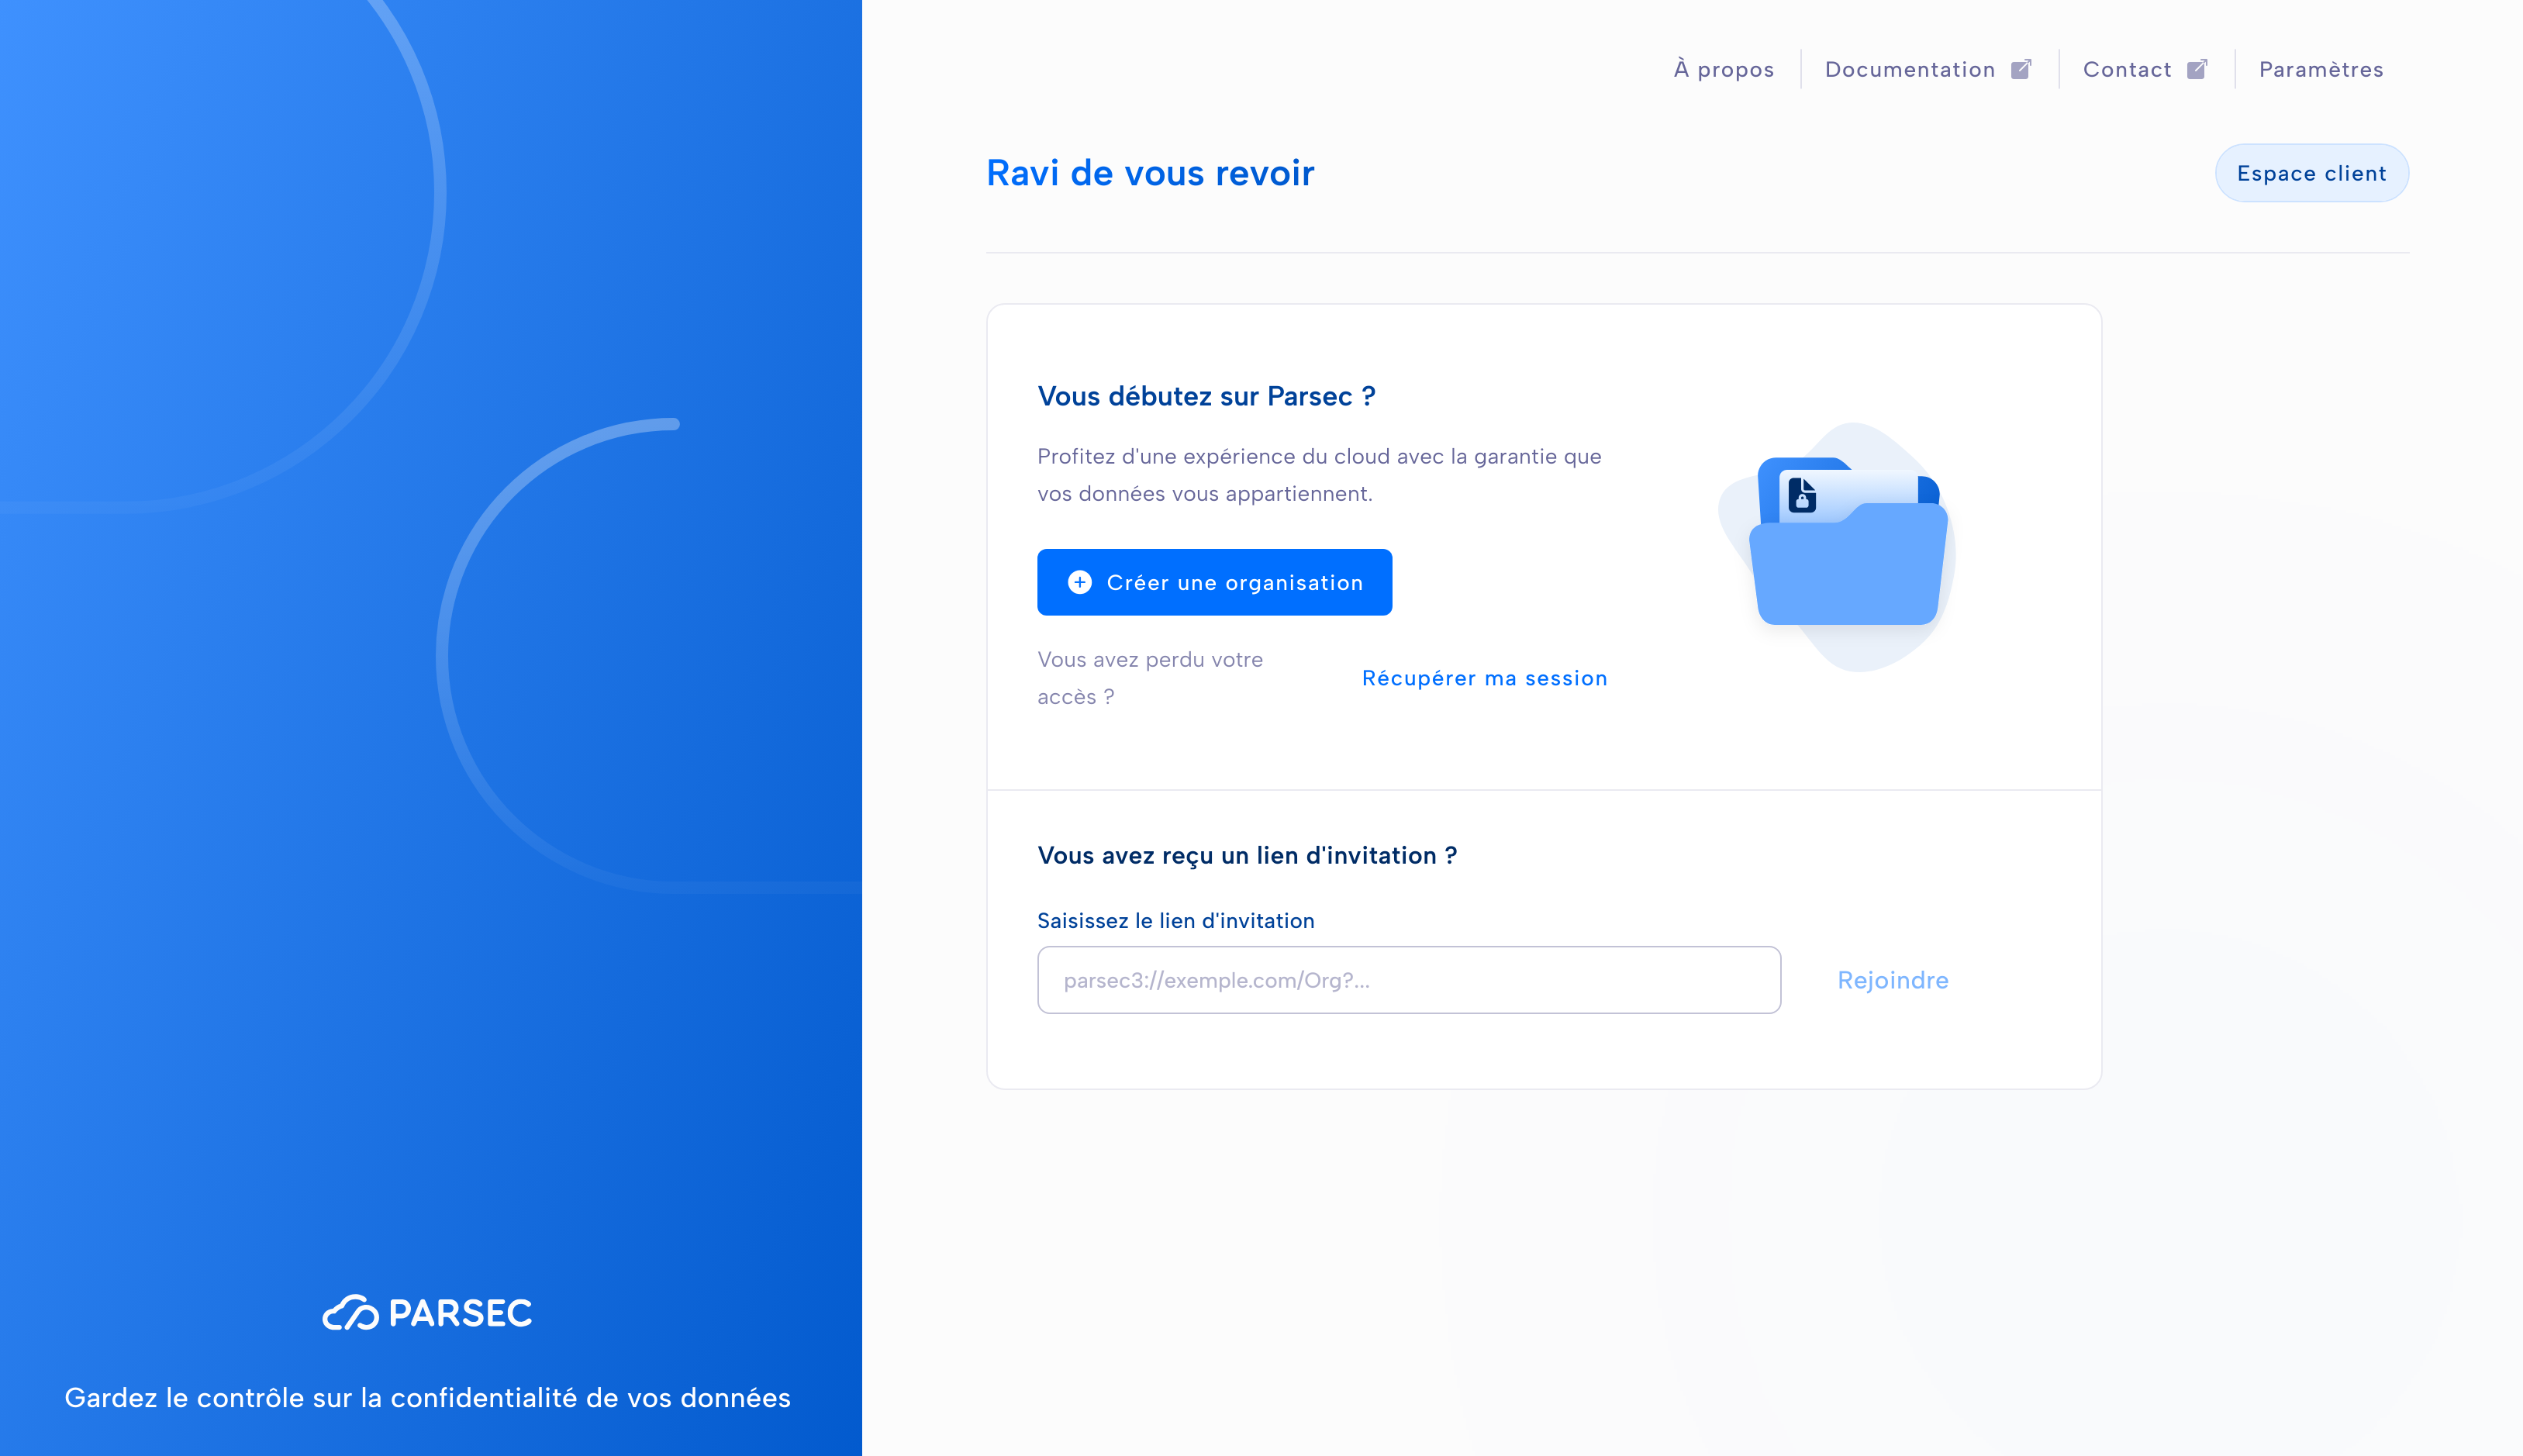 À propos
Documentation
Contact
Paramètres
Ravi de vous revoir
Espace client
Vous débutez sur Parsec ?
Profitez d'une expérience du cloud avec la garantie que
vos données vous appartiennent.
Créer une organisation
Vous avez perdu votre
accès ?
Récupérer ma session
Vous avez reçu un lien d'invitation ?
Saisissez le lien d'invitation
parsec3://exemple.com/Org?...
Rejoindre
PARSEC
Gardez le contrôle sur la confidentialité de vos données